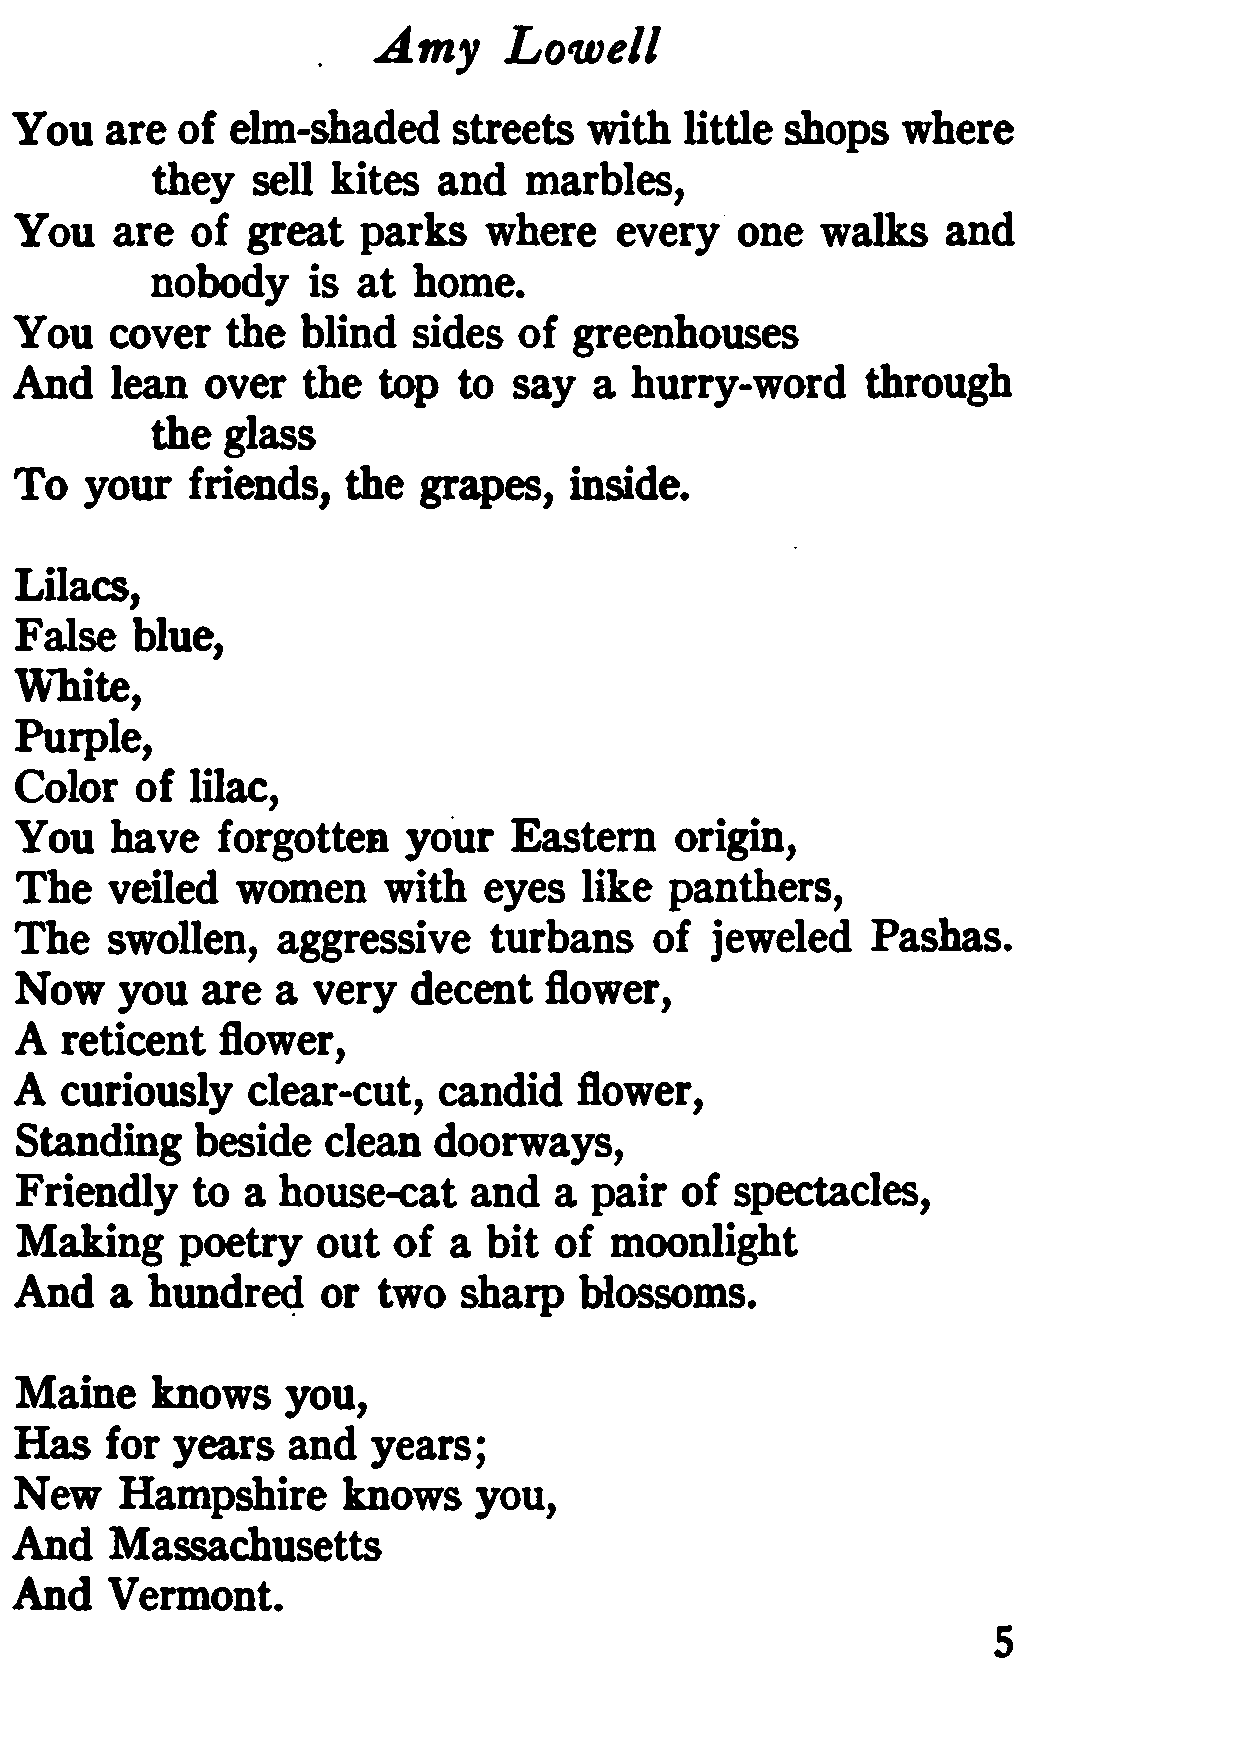 Amy Lowell
You are of elm-shaded streets with little shops where
they sell kites and marbles,
You are of great parks where every one walks and
nobody is at home.
You cover the blind sides of greenhouses
And lean over the top to say a hurry-word through
the glass
To your friends, the grapes, inside.

Lilacs,
False blue,
White,
Purple,
Color of lilac,
You have forgotten your Eastern origin,
The veiled women with eyes like panthers,
The swollen, aggressive turbans of jeweled Pashas.
Now you are a very decent flower,
A reticent flower,
A curiously clear-cut, candid flower,
Standing beside clean doorways,
Friendly to a house-cat and a pair of spectacles,
Making poetry out of a bit of moonlight
And a hundred or two sharp blossoms.

Maine knows you,
Has for years and years;
New Hampshire knows you,
And Massachusetts
And Vermont.
5